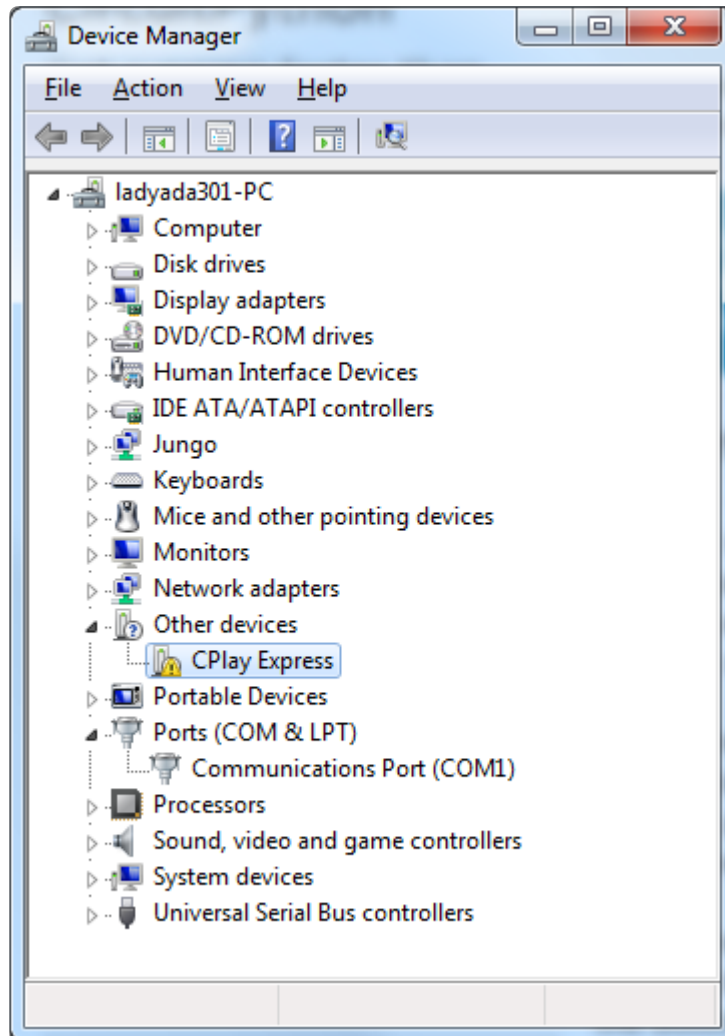 Device Manager
File Action View Help
ladyada301-PC
Computer
Disk drives
Display adapters
DVD/CD-ROM drives
Human Interface Devices
IDE ATA/ATAPI controllers
Jungo
Keyboards
Mice and other pointing devices
Monitors
Network adapters
Other devices
CPlay Express
Portable Devices
Ports (COM & LPT)
Communications Port (COM1)
Processors
Sound, video and game controllers
System devices
Universal Serial Bus controllers